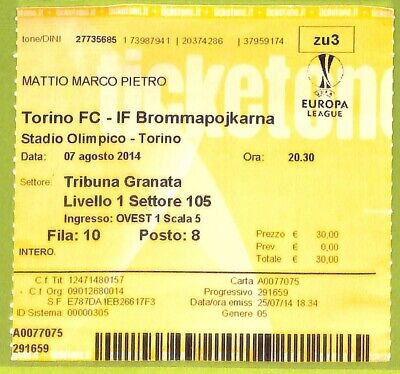 tone/DINI 27735685 173987941 | 20374286 | 37959174 zu3
MATTIO MARCO PIETRO
ticketone
Torino FC - IF Brommapojkarna
EUROPA
LEAGUE
Stadio Olimpico - Torino
Data: 07 agosto 2014 Ora: 20.30
Settore: Tribuna Granata
Livello 1 Settore 105
Ingresso: OVEST 1 Scala 5
Fila: 10 Posto: 8
Prezzo € 30,00
Prev. € 0,00
INTERO. Totale € 30,00
C.f Tit 12471480157 Carta A0077075
C.f Org 09012680014 Progressivo 291659
S.F E787DA1EB26617F3 Data/ora emiss 25/07/14 18.34
ID Sistema 00000305 Genere 05
A0077075
291659